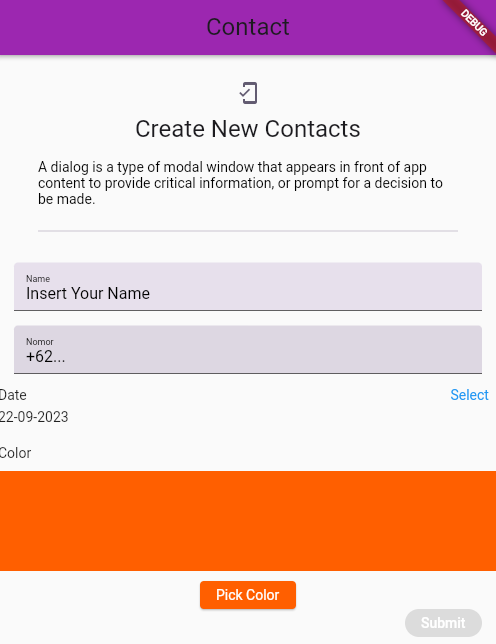 Contact
DEBUG
Create New Contacts
A dialog is a type of modal window that appears in front of app
content to provide critical information, or prompt for a decision to
be made.
Name
Insert Your Name
Nomor
+62...
Date
Select
22-09-2023
Color
Pick Color
Submit